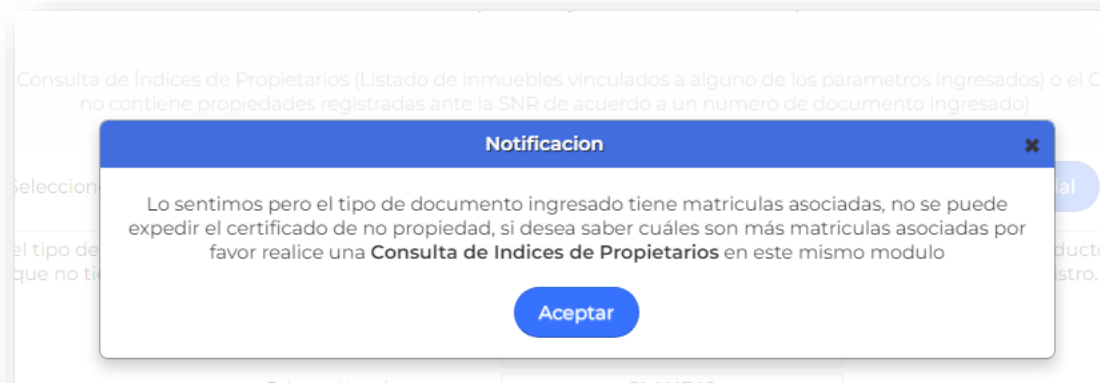 Consulta de Índices de Propietarios (Listado de inmuebles vinculados a alguno de los parametros ingresados) o el C
no contiene propiedades registradas ante la SNR de acuerdo a un numero de documento ingresado)
Notificacion
Lo sentimos pero el tipo de documento ingresado tiene matriculas asociadas, no se puede
expedir el certificado de no propiedad, si desea saber cuáles son más matriculas asociadas por
favor realice una Consulta de Indices de Propietarios en este mismo modulo
Aceptar